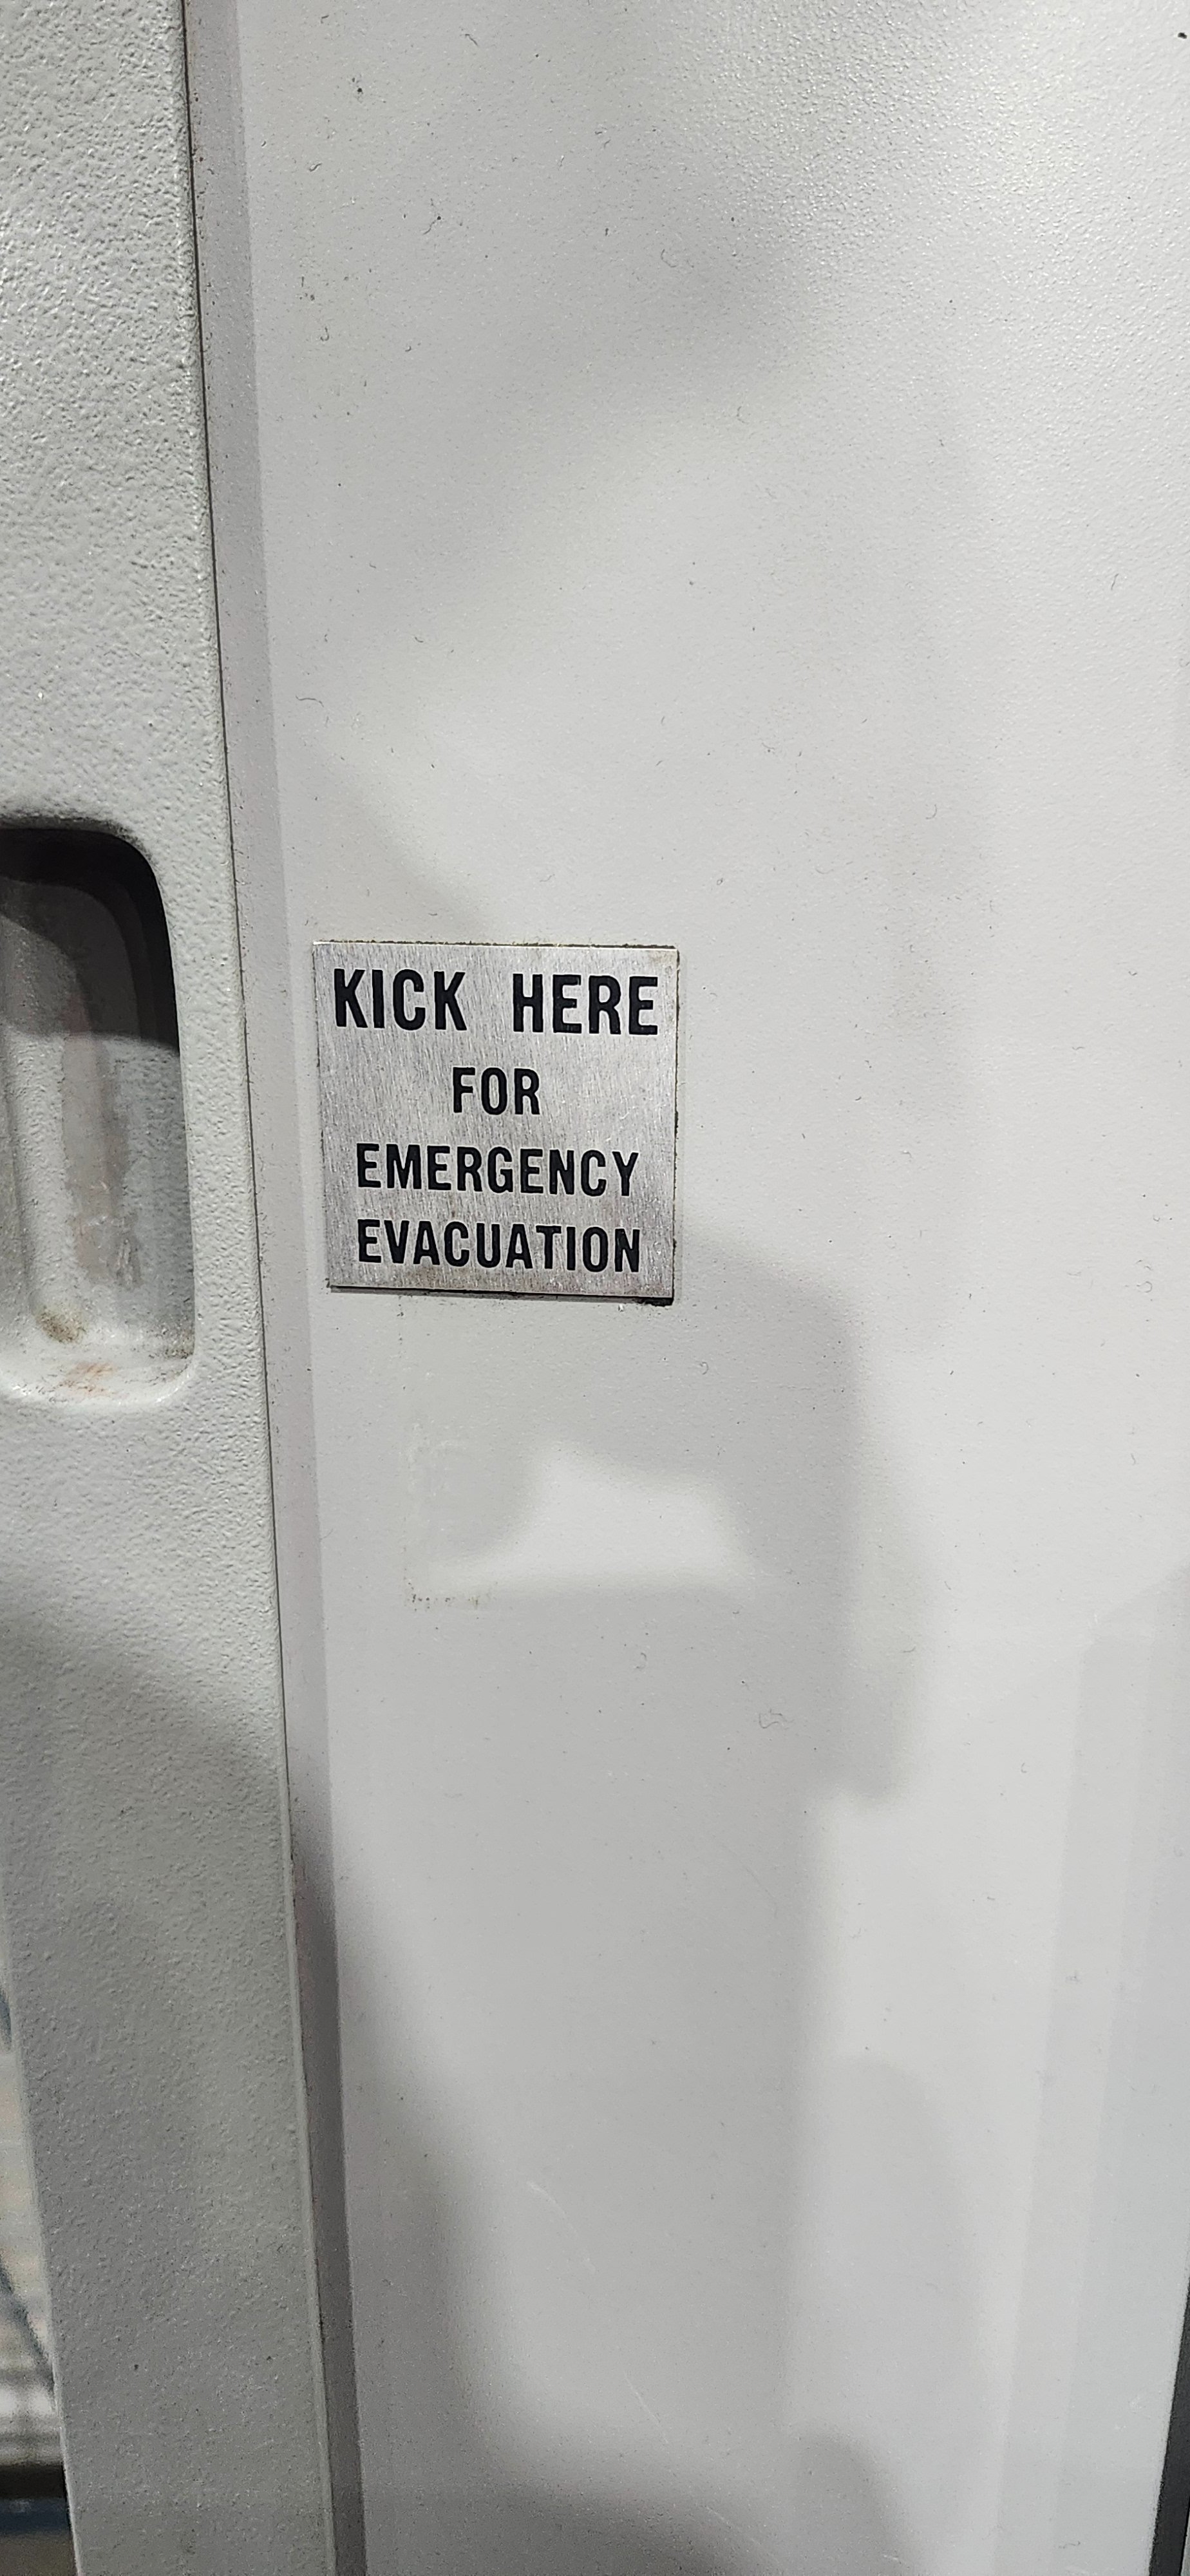 KICK HERE
FOR
EMERGENCY
EVACUATION